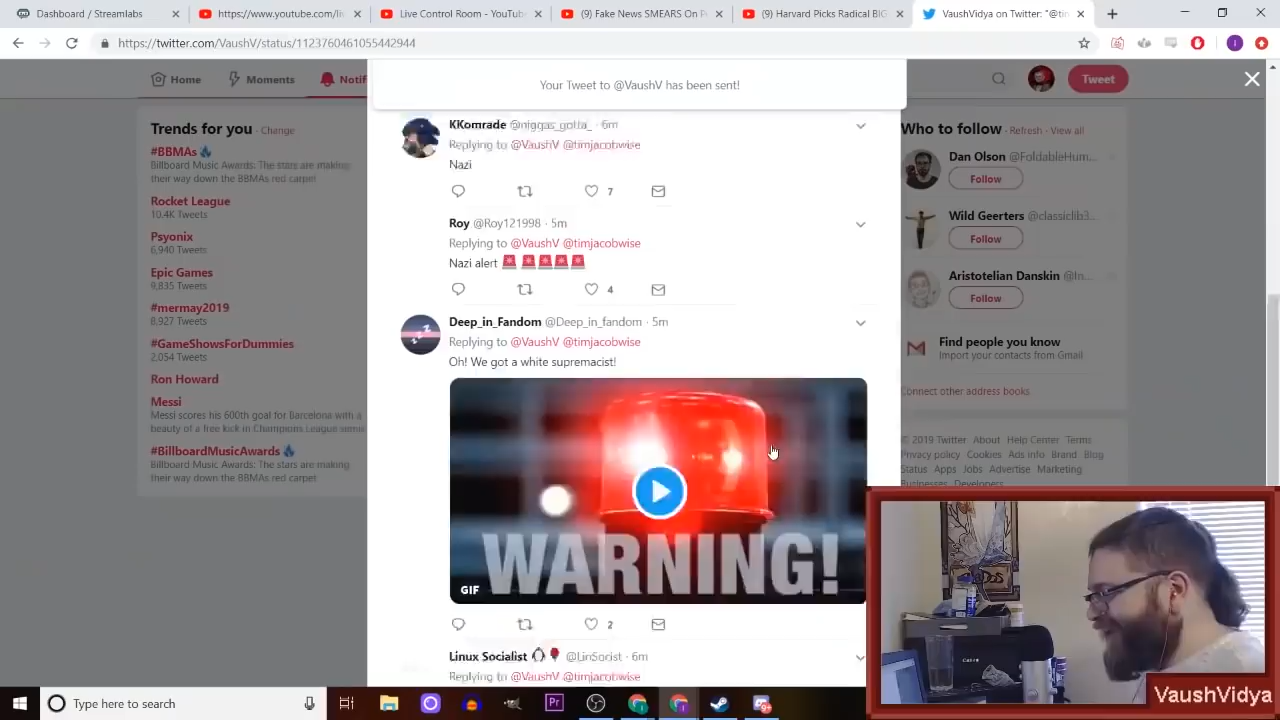 Dashboard / Streamlabs
https://www.youtube.com/li
Live Control Room - YouTube
(9) Fake News SMEARS On P
(9) Harvard Picks Radical BIG
VaushVidya on Twitter: "@ti
https://twitter.com/VaushV/status/1123760461055442944
Home
Moments
Notif
Your Tweet to @VaushV has been sent!
Tweet
Trends for you · Change
#BBMAs
Billboard Music Awards: The stars are making
their way down the BBMAs red carpet
Rocket League
10.4K Tweets
Psyonix
6,940 Tweets
Epic Games
9,835 Tweets
#mermay2019
8,927 Tweets
#GameShowsForDummies
2,054 Tweets
Ron Howard
Messi
Messi scores his 600th goal for Barcelona with a
beauty of a free kick in Champions League semis
#BillboardMusicAwards
Billboard Music Awards: The stars are making
their way down the BBMAs red carpet
KKomrade
6m
Replying to @VaushV @timjacobwise
Nazi
7
Roy @Roy121998 · 5m
Replying to @VaushV @timjacobwise
Nazi alert 🚨 🚨🚨🚨🚨
4
Deep_in_Fandom @Deep_in_fandom · 5m
Replying to @VaushV @timjacobwise
Oh! We got a white supremacist!
WARNING!
GIF
2
Linux Socialist
6m
Replying to @VaushV @timjacobwise
Who to follow · Refresh · View all
Dan Olson @FoldableHum...
Follow
Wild Geerters @classiclib3...
Follow
Aristotelian Danskin @In...
Follow
Find people you know
Import your contacts from Gmail
Connect other address books
© 2019 Twitter About Help Center Terms
Privacy policy Cookies Ads info Brand Blog
Status Apps Jobs Advertise Marketing
Businesses Developers
VaushVidya
Type here to search